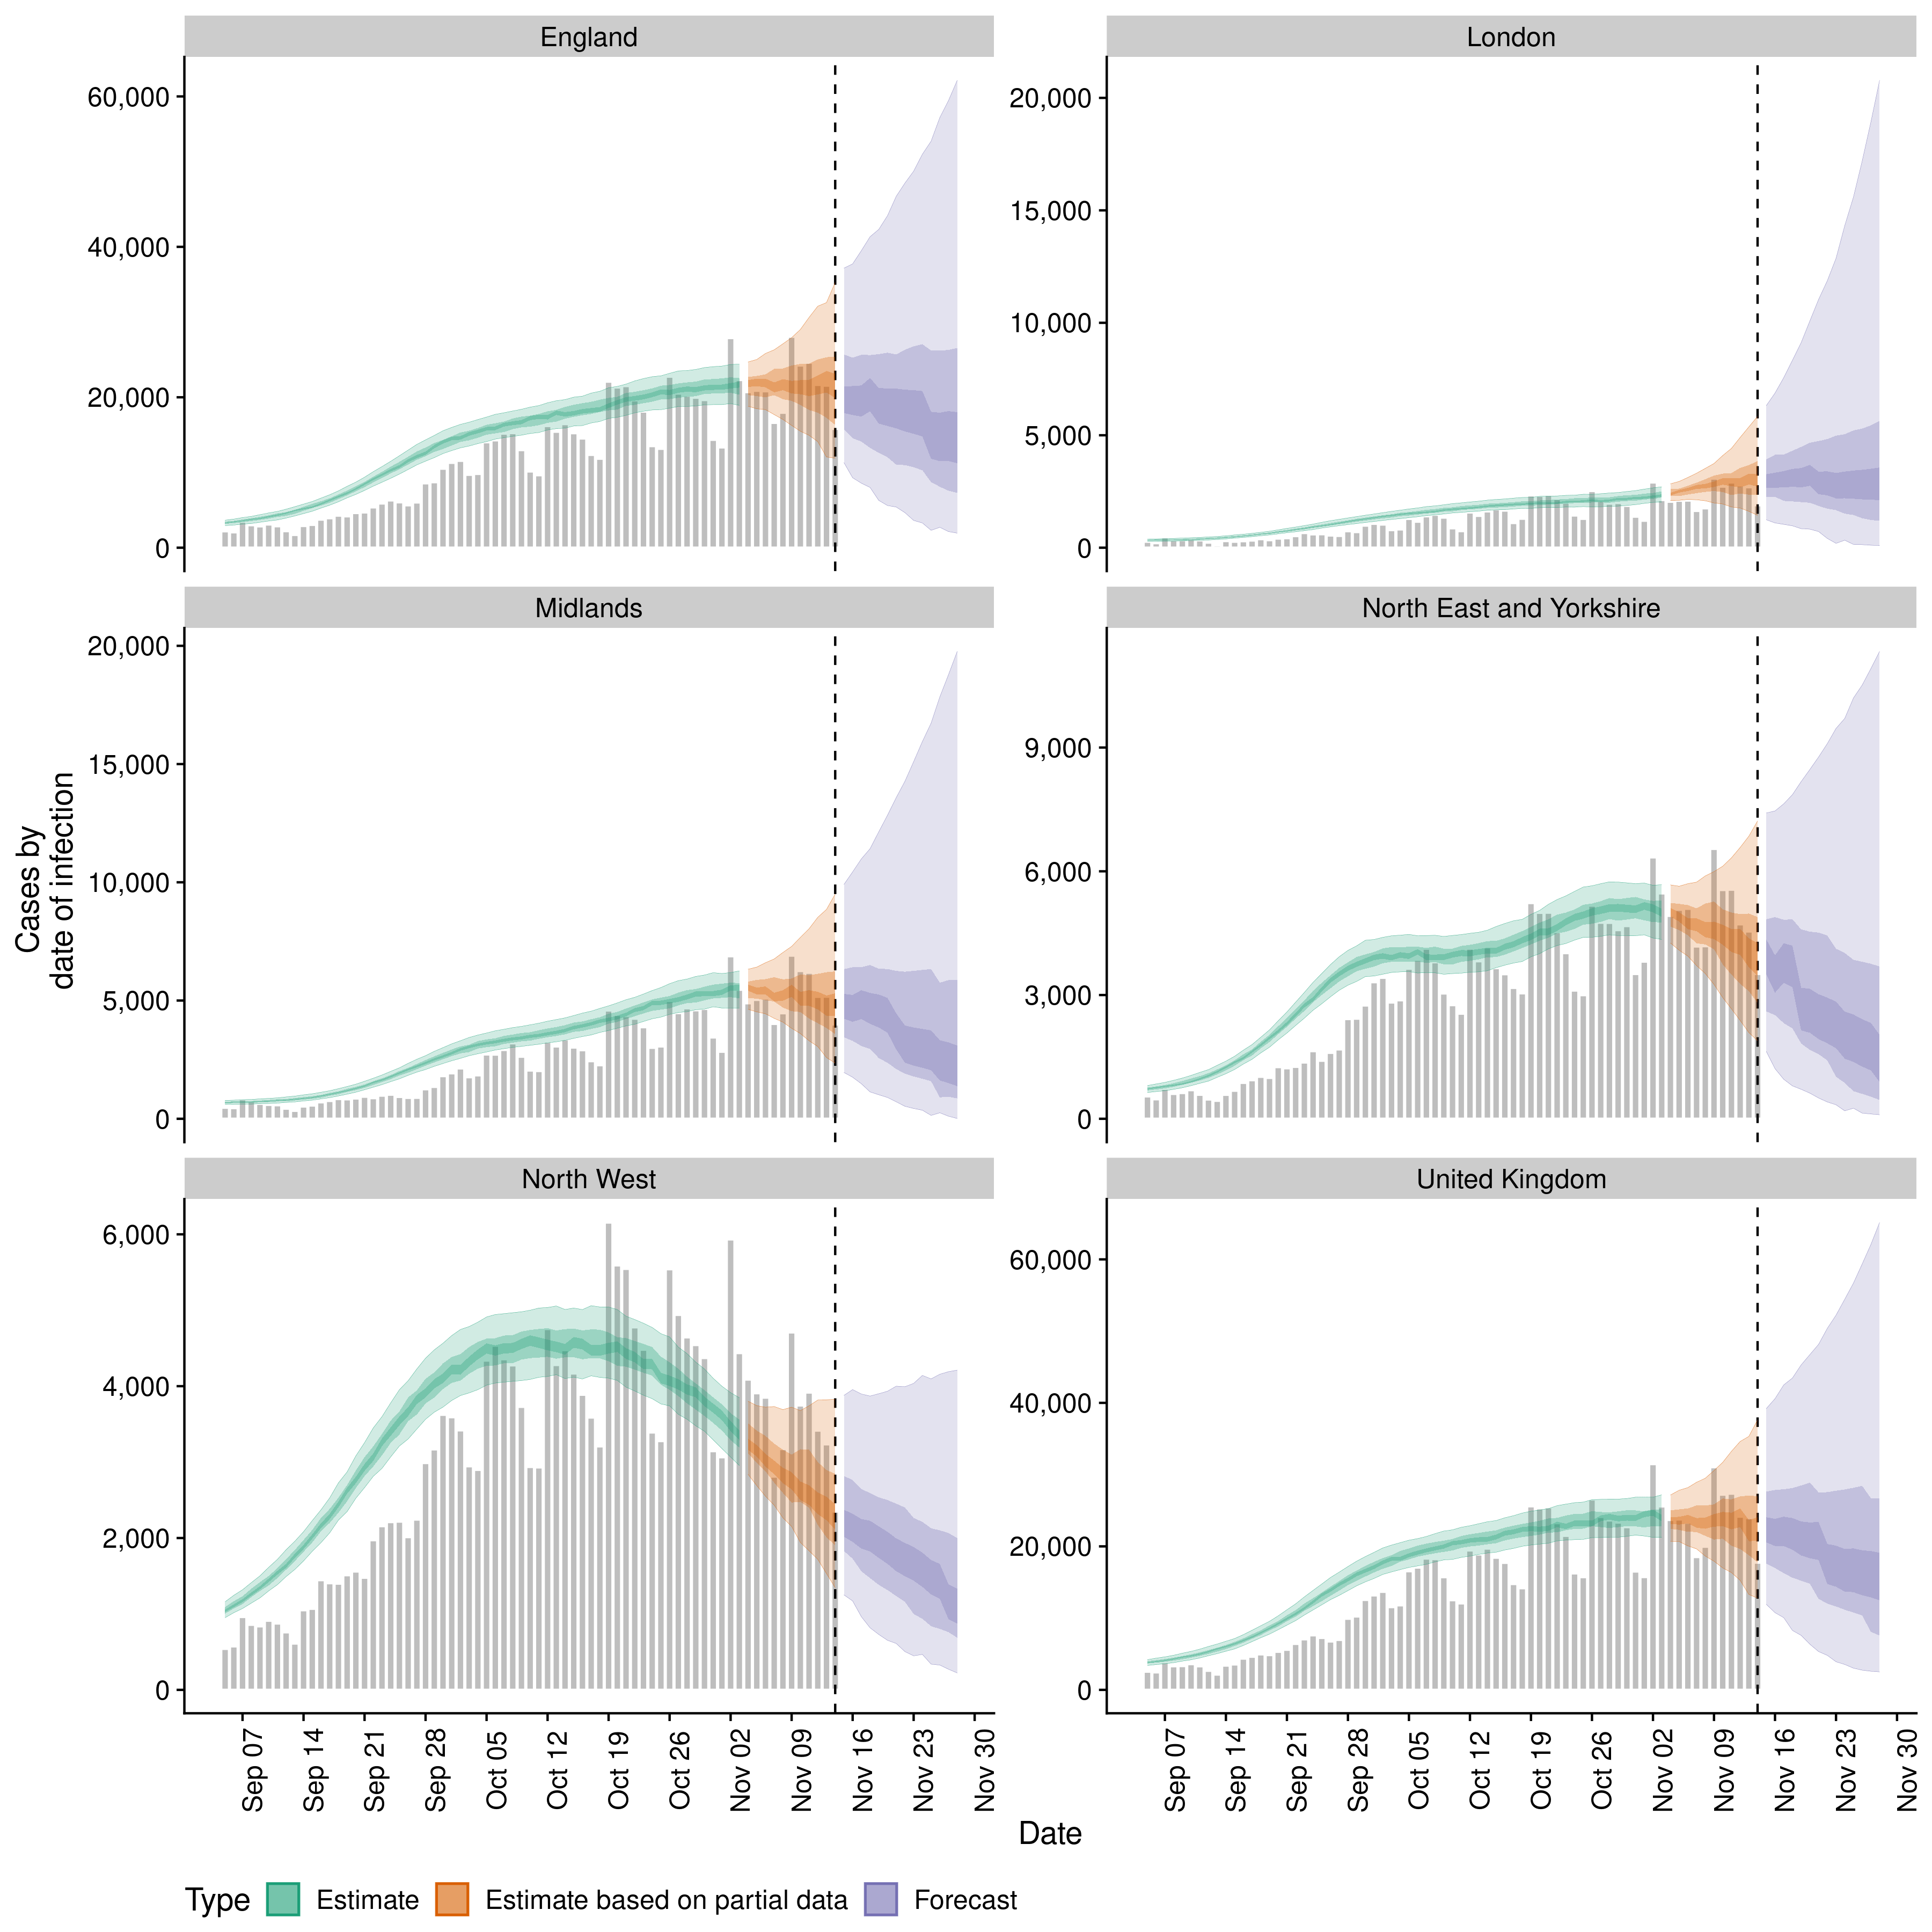 England
London
60,000
40,000
20,000
0
20,000
15,000
10,000
5,000
0
Midlands
North East and Yorkshire
20,000
15,000
10,000
5,000
0
9,000
6,000
3,000
0
Cases by
date of infection
North West
United Kingdom
6,000
4,000
2,000
0
60,000
40,000
20,000
0
Sep 07
Sep 14
Sep 21
Sep 28
Oct 05
Oct 12
Oct 19
Oct 26
Nov 02
Nov 09
Nov 16
Nov 23
Nov 30
Sep 07
Sep 14
Sep 21
Sep 28
Oct 05
Oct 12
Oct 19
Oct 26
Nov 02
Nov 09
Nov 16
Nov 23
Nov 30
Date
Type Estimate Estimate based on partial data Forecast